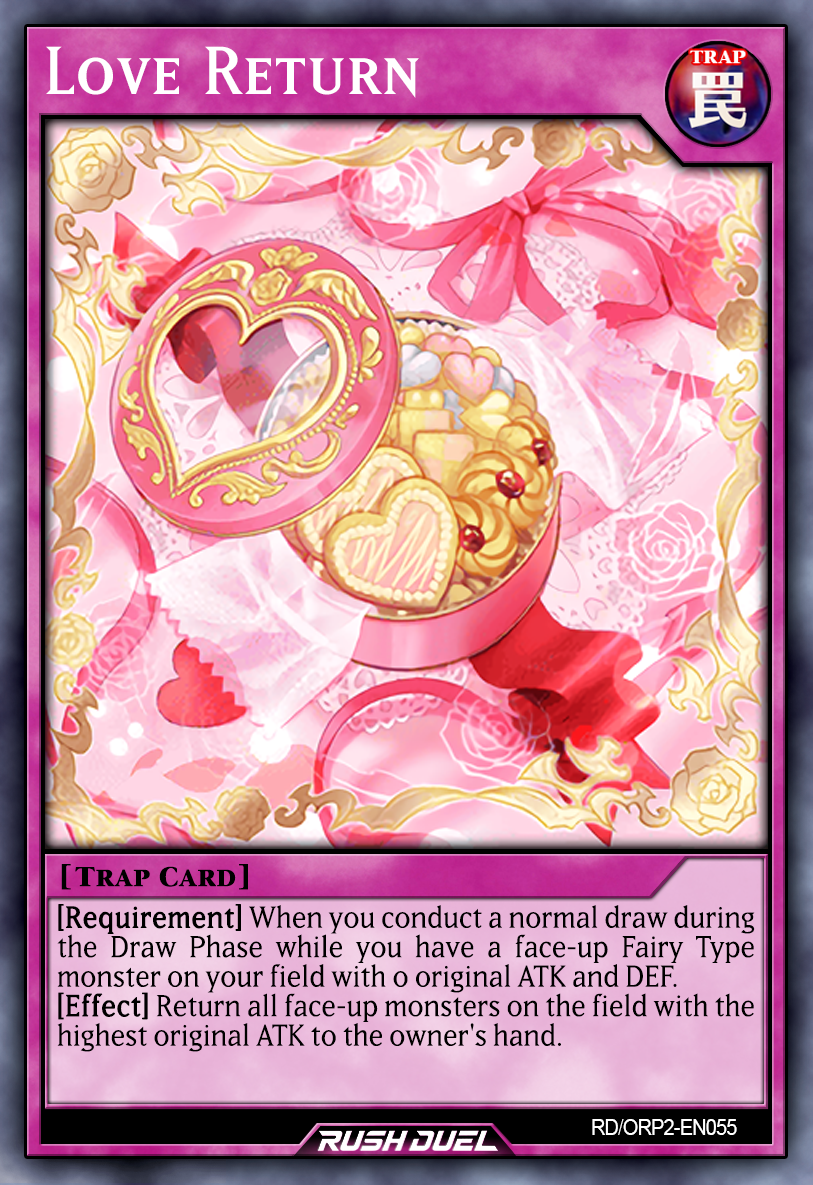 LOVE RETURN
TRAP
罠
[TRAP CARD]
[Requirement] When you conduct a normal draw during
the Draw Phase while you have a face-up Fairy Type
monster on your field with 0 original ATK and DEF.
[Effect] Return all face-up monsters on the field with the
highest original ATK to the owner's hand.
RD/ORP2-EN055
RUSH DUEL